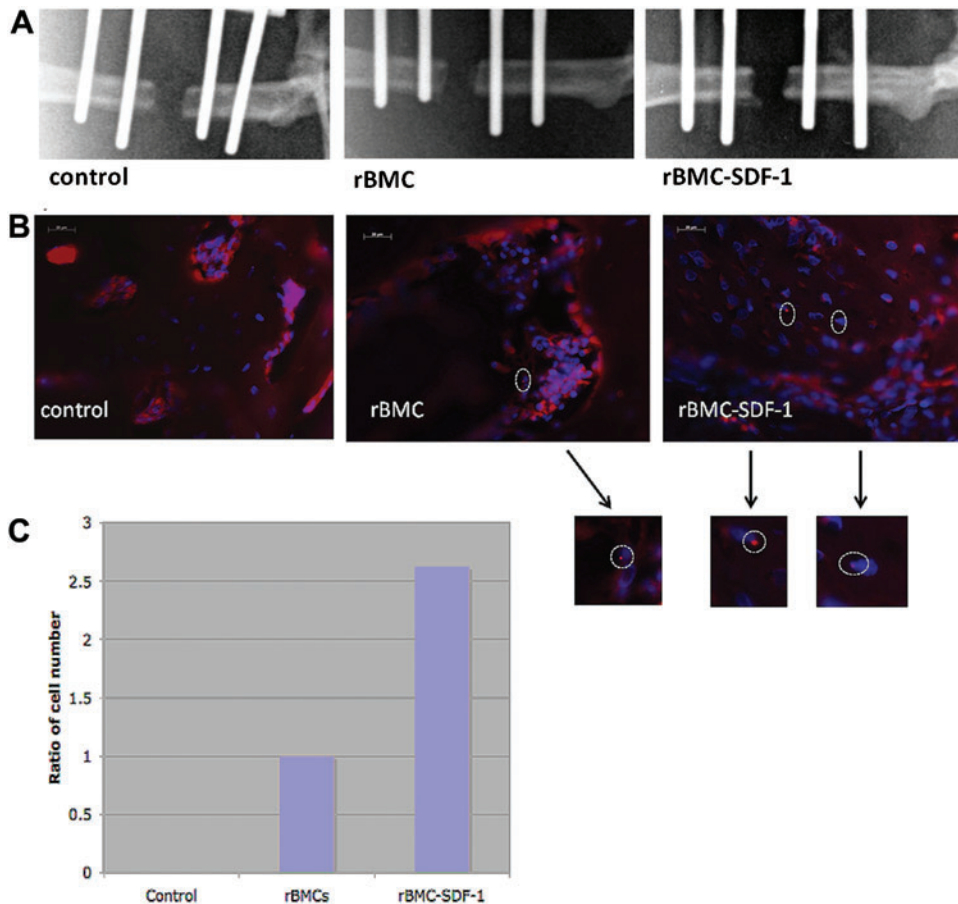 A
control
rBMC
rBMC-SDF-1
B
control
rBMC
rBMC-SDF-1
C
Ratio of cell number
3
2.5
2
1.5
1
0.5
0
Control
rBMCs
rBMC-SDF-1